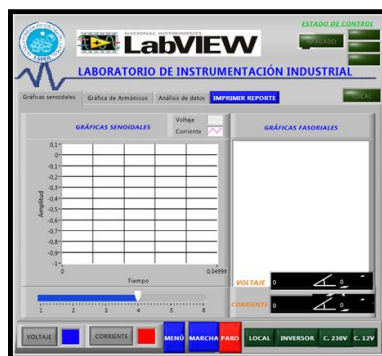 ESTADO DE CONTROL
NATIONAL INSTRUMENTS
LabVIEW
APAGADO
ESPOL
LABORATORIO DE INSTRUMENTACIÓN INDUSTRIAL
Gráficas senoidales
Gráfica de Armónicos
Análisis de datos
IMPRIMIR REPORTE
LOCAL
GRÁFICAS SENOIDALES
Voltaje
Corriente
GRÁFICAS FASORIALES
Amplitud
0,1
0
-0,1
-0,2
-0,3
-0,4
-0,5
-0,6
-0,7
-0,8
-0,9
-1
0
0,04998
Tiempo
1 2 3 4 5 6
VOLTAJE 0 0
CORRIENTE 0 0
VOLTAJE
CORRIENTE
MENÚ
MARCHA
PARO
LOCAL
INVERSOR
C. 230V
C. 12V